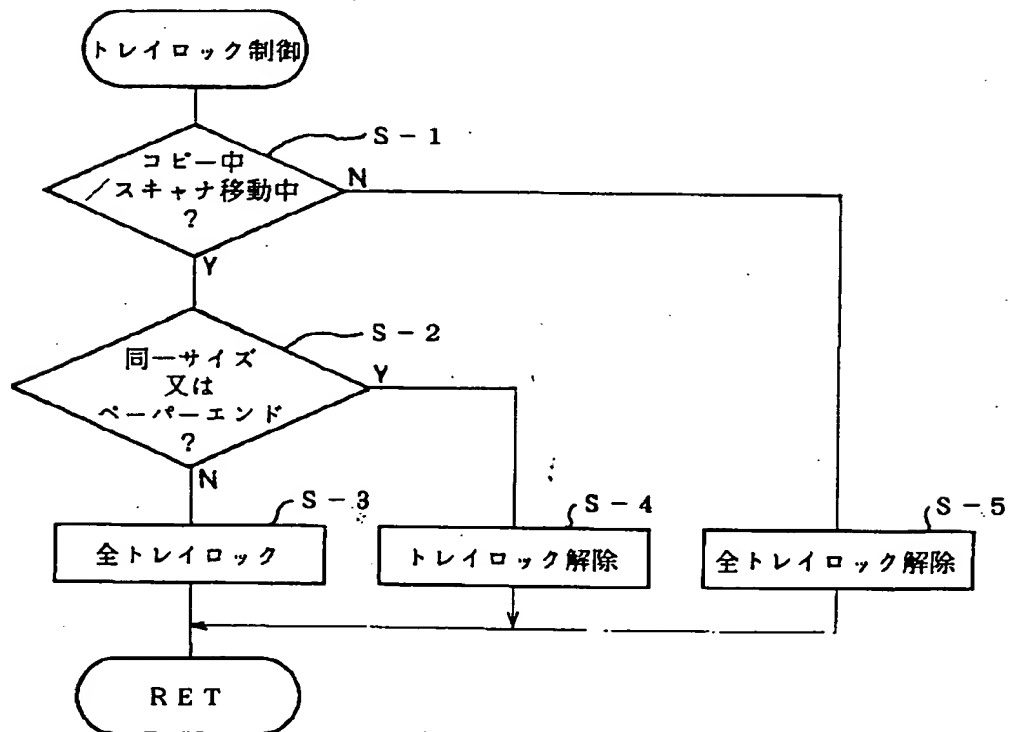 トレイロック制御
S-1
コピー中
/スキャナ移動中
?
N
Y
S-2
同一サイズ
又は
ペーパーエンド
?
Y
N
S-3
全トレイロック
S-4
トレイロック解除
S-5
全トレイロック解除
RET